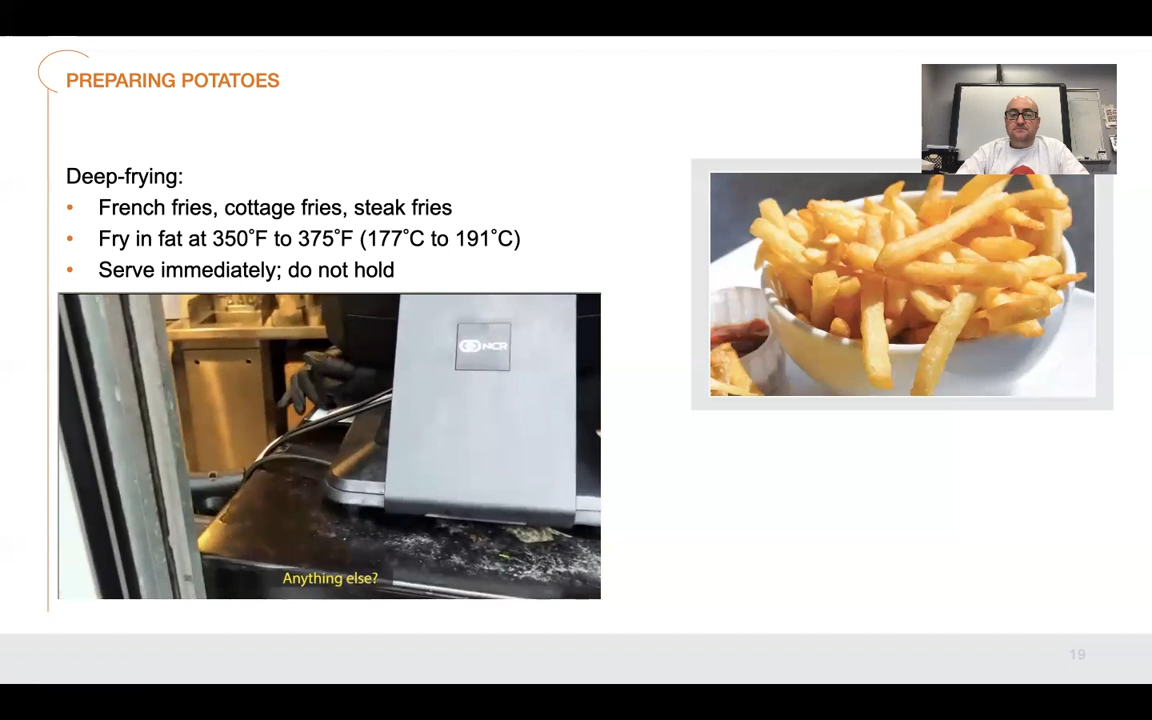 PREPARING POTATOES
Deep-frying:
• French fries, cottage fries, steak fries
• Fry in fat at 350˚F to 375˚F (177˚C to 191˚C)
• Serve immediately; do not hold
NCR
Anything else?
19